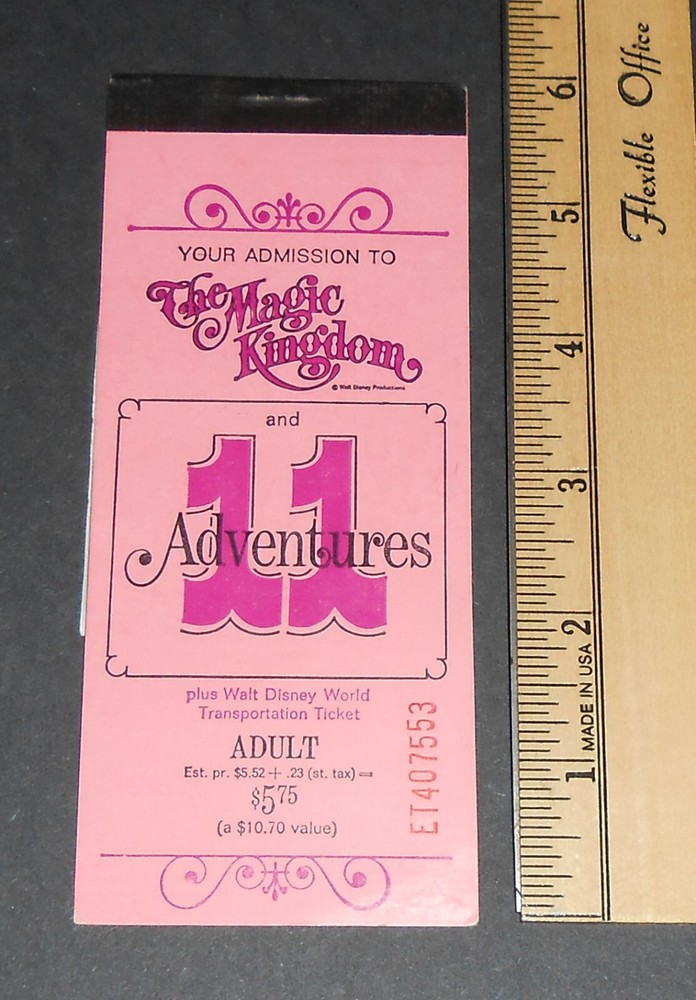 YOUR ADMISSION TO
The Magic
Kingdom
© Walt Disney Productions
and
11
Adventures
plus Walt Disney World
Transportation Ticket
ADULT
Est. pr. $5.52 + .23 (st. tax) =
$5.75
(a $10.70 value)
ET407553
6
5
4
3
2
1
MADE IN USA
Flexible Office